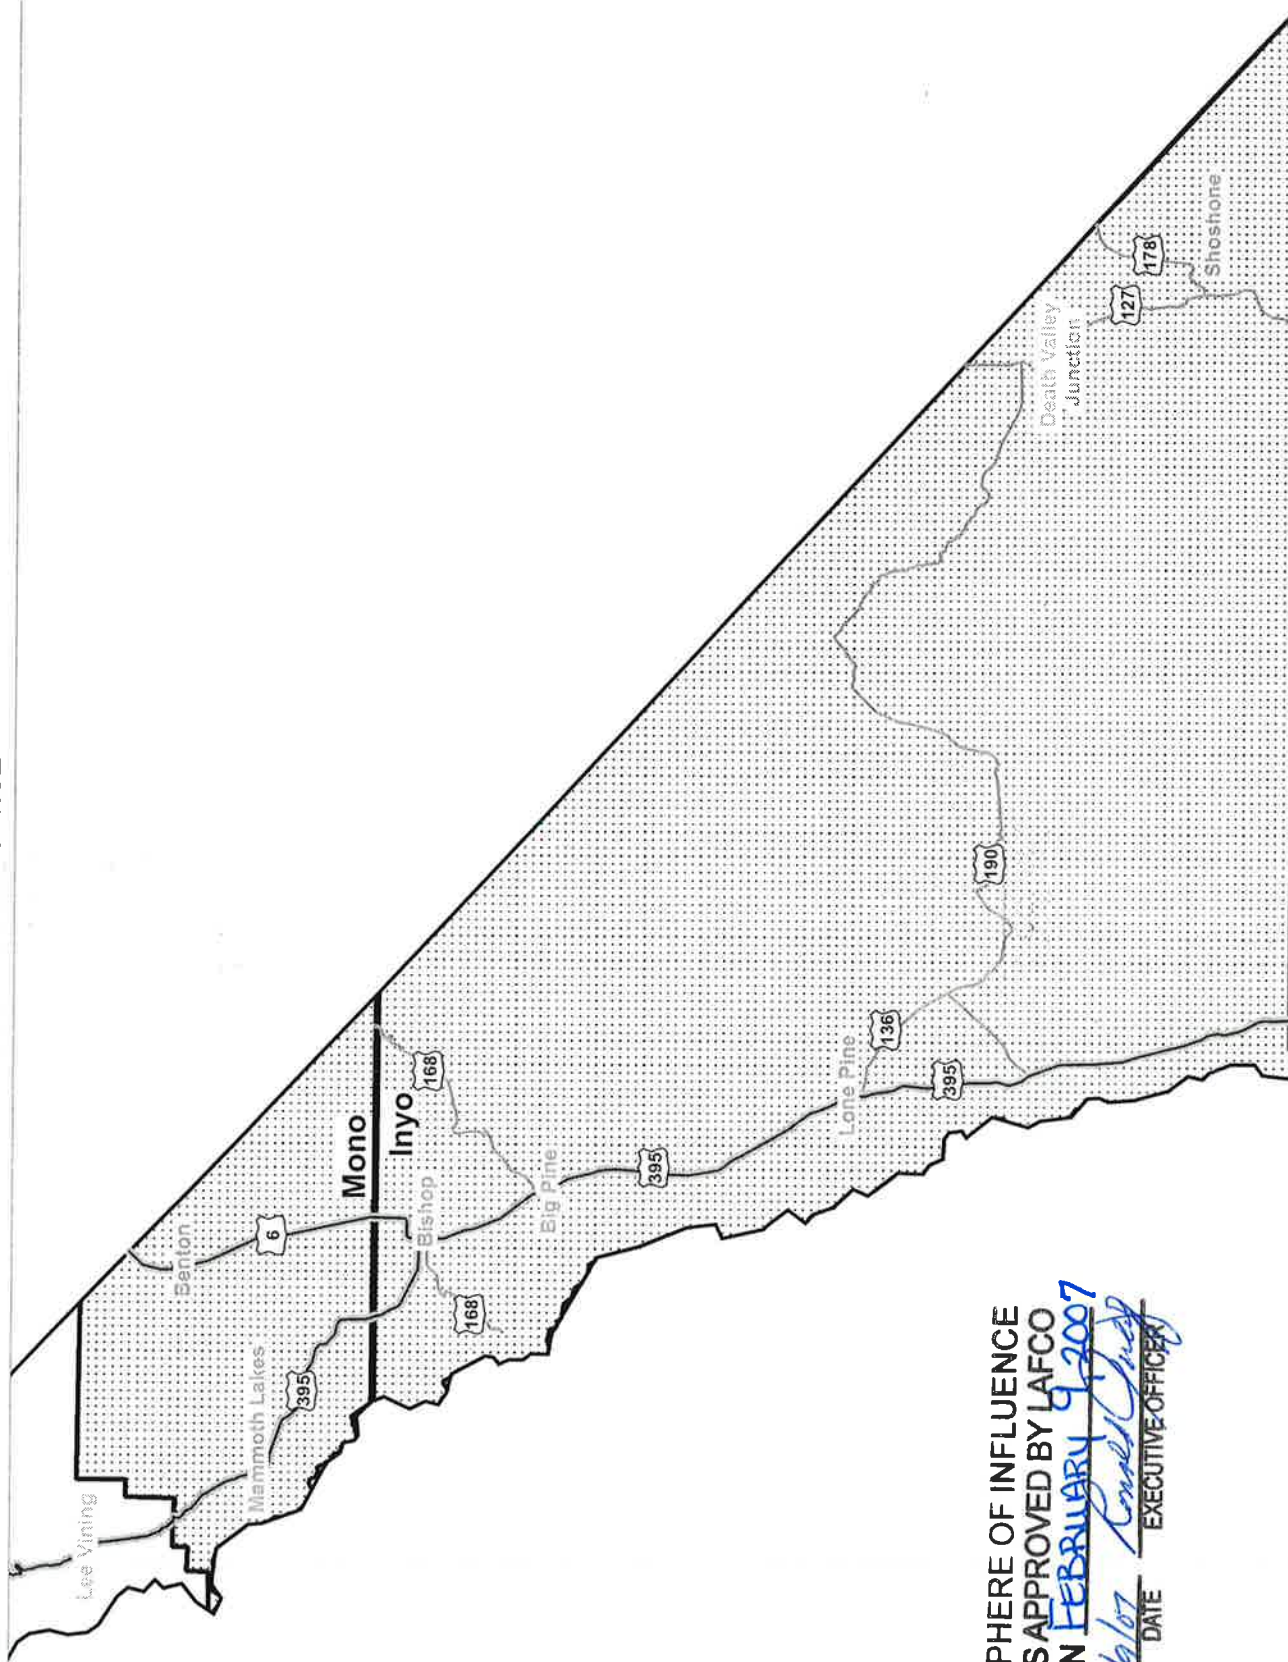 Lee Vining
Mammoth Lakes
395
Benton
6
Mono
Inyo
168
Bishop
168
Big Pine
395
Lone Pine
136
395
190
Death Valley
Junction
127
178
Shoshone
PHERE OF INFLUENCE
S APPROVED BY LAFCO
N FEBRUARY 9, 2007
DATE EXECUTIVE OFFICER